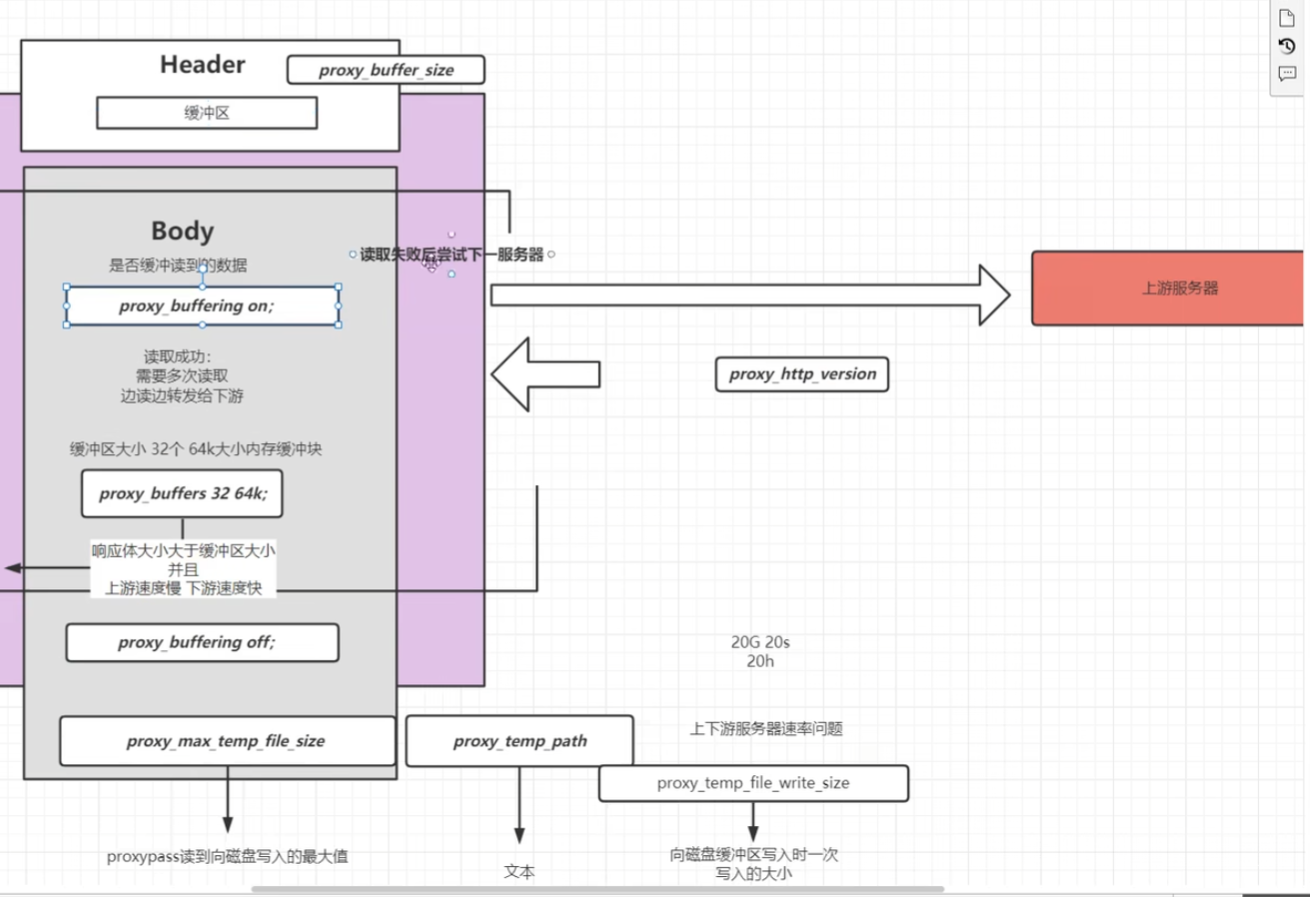 Header
proxy_buffer_size
缓冲区
Body
是否缓冲读到的数据
读取失败后尝试下一服务器
proxy_buffering on;
上游服务器
读取成功：
需要多次读取
边读边转发给下游
proxy_http_version
缓冲区大小 32个 64k大小内存缓冲块
proxy_buffers 32 64k;
响应体大小大于缓冲区大小
并且
上游速度慢 下游速度快
proxy_buffering off;
20G 20s
20h
上下游服务器速率问题
proxy_max_temp_file_size
proxy_temp_path
proxy_temp_file_write_size
proxypass读到向磁盘写入的最大值
文本
向磁盘缓冲区写入时一次
写入的大小